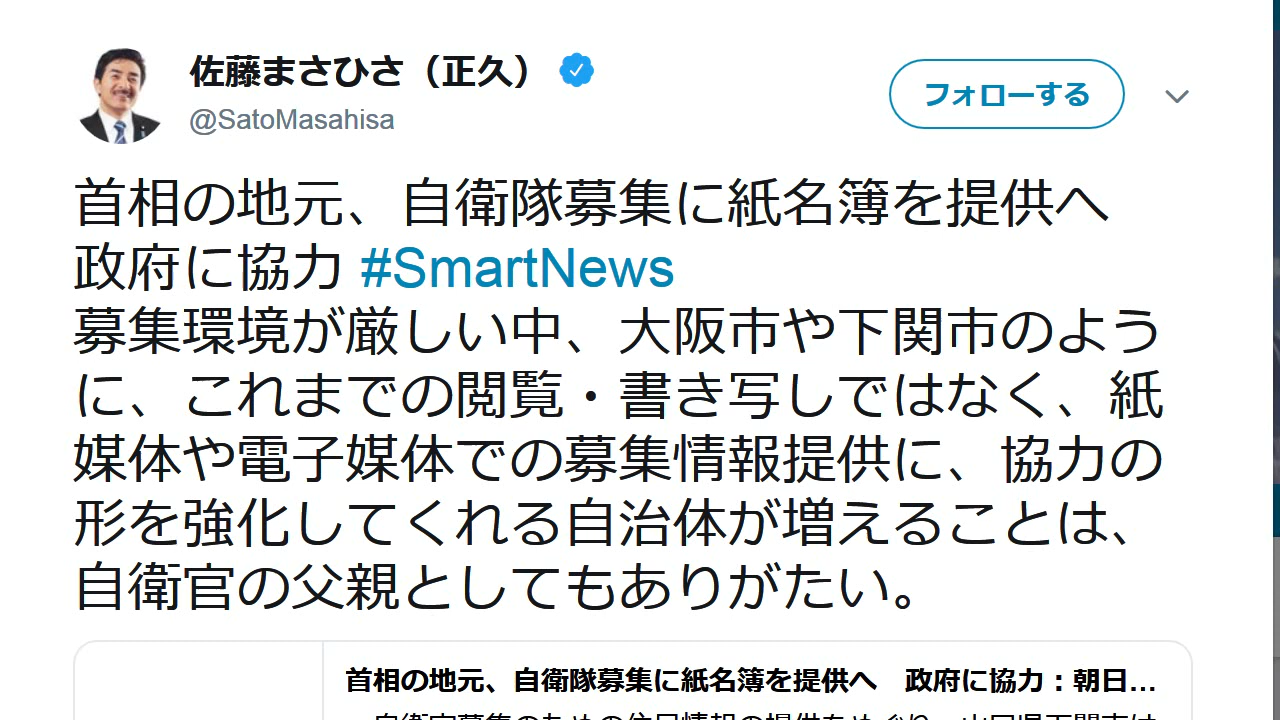 佐藤まさひさ（正久）
@SatoMasahisa
フォローする
首相の地元、自衛隊募集に紙名簿を提供へ
政府に協力 #SmartNews
募集環境が厳しい中、大阪市や下関市のよう
に、これまでの閲覧・書き写しではなく、紙
媒体や電子媒体での募集情報提供に、協力の
形を強化してくれる自治体が増えることは、
自衛官の父親としてもありがたい。
首相の地元、自衛隊募集に紙名簿を提供へ　政府に協力：朝日…